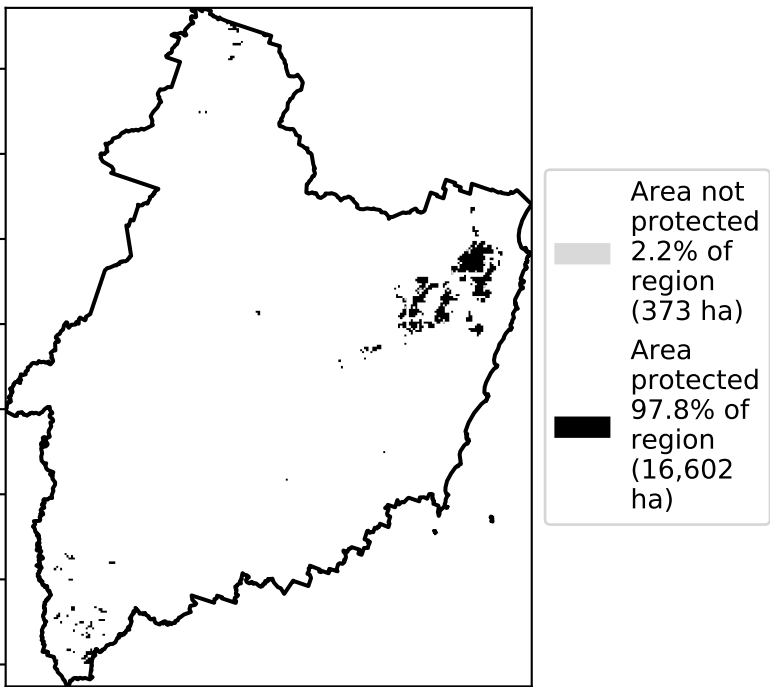 Area not
protected
2.2% of
region
(373 ha)
Area
protected
97.8% of
region
(16,602
ha)